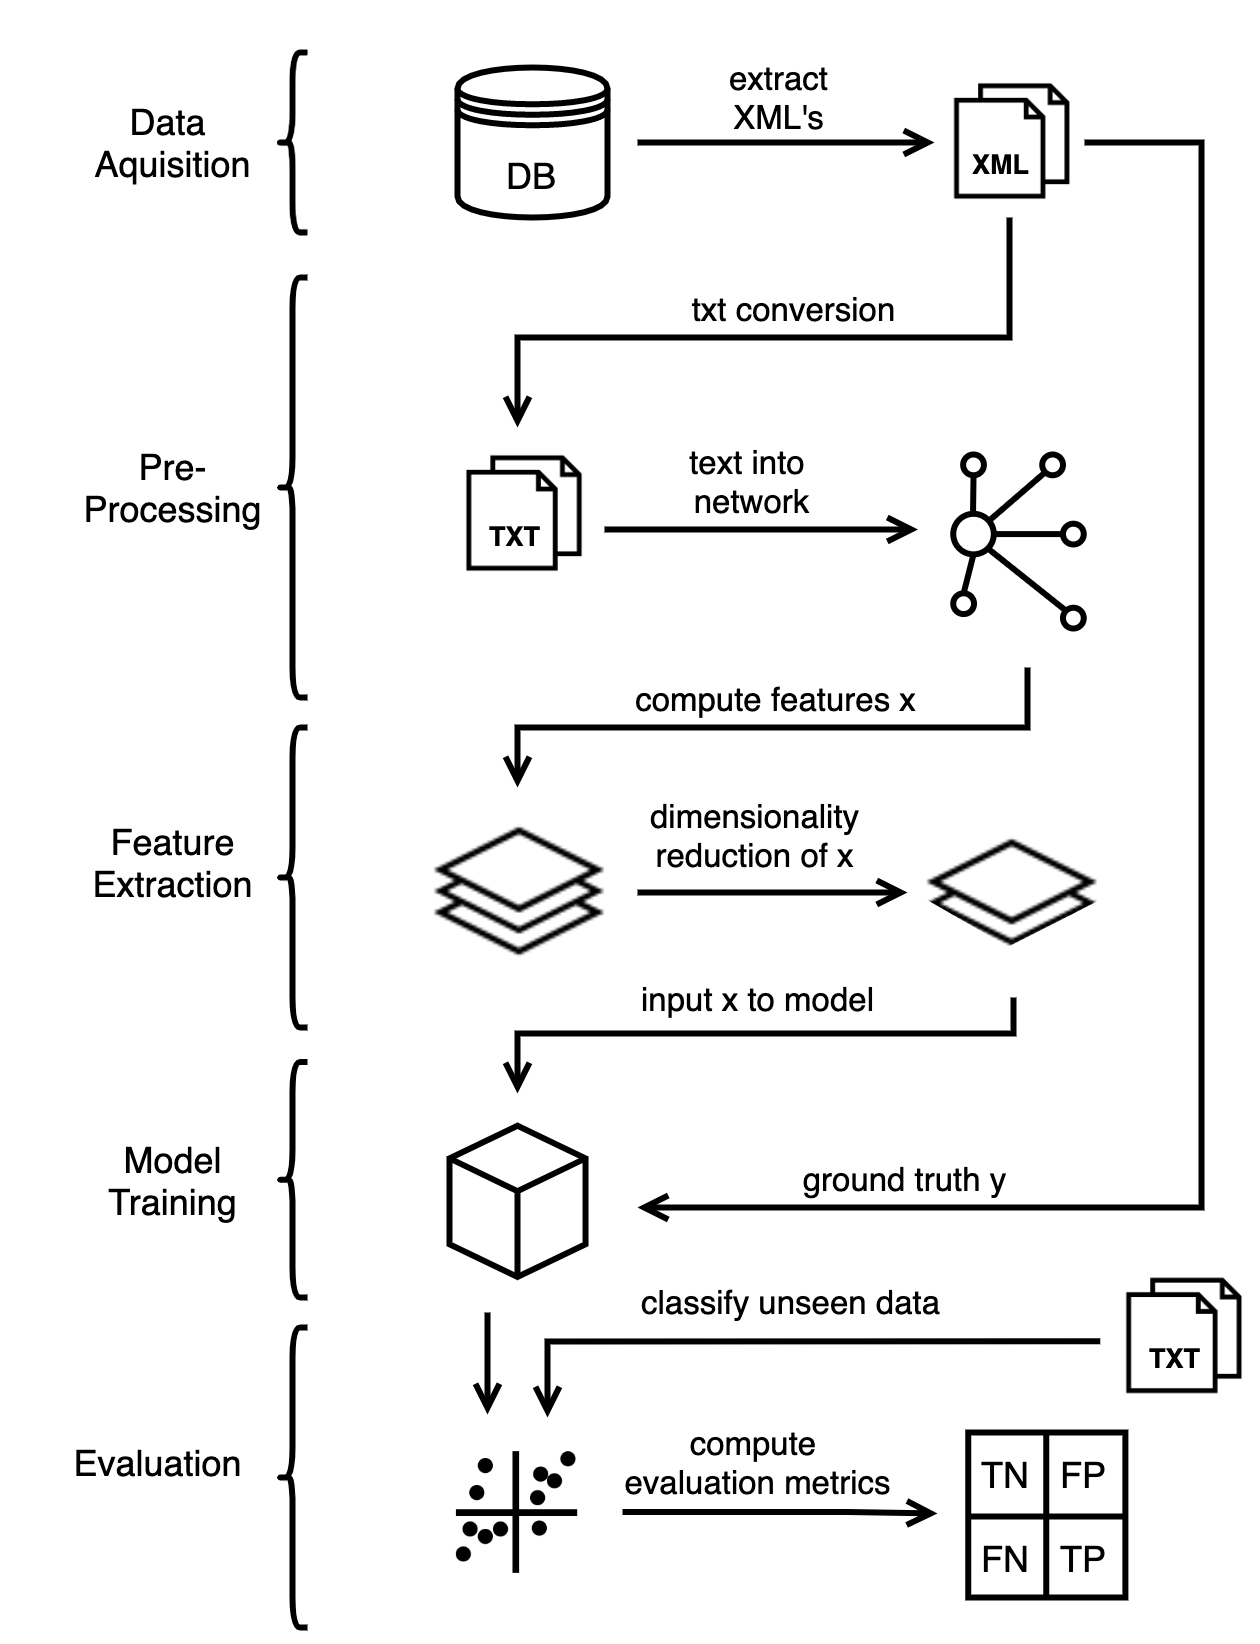 Data
Aquisition
DB
extract
XML's
XML
txt conversion
Pre-
Processing
TXT
text into
network
compute features x
Feature
Extraction
dimensionality
reduction of x
input x to model
Model
Training
ground truth y
classify unseen data
TXT
Evaluation
compute
evaluation metrics
TN FP
FN TP